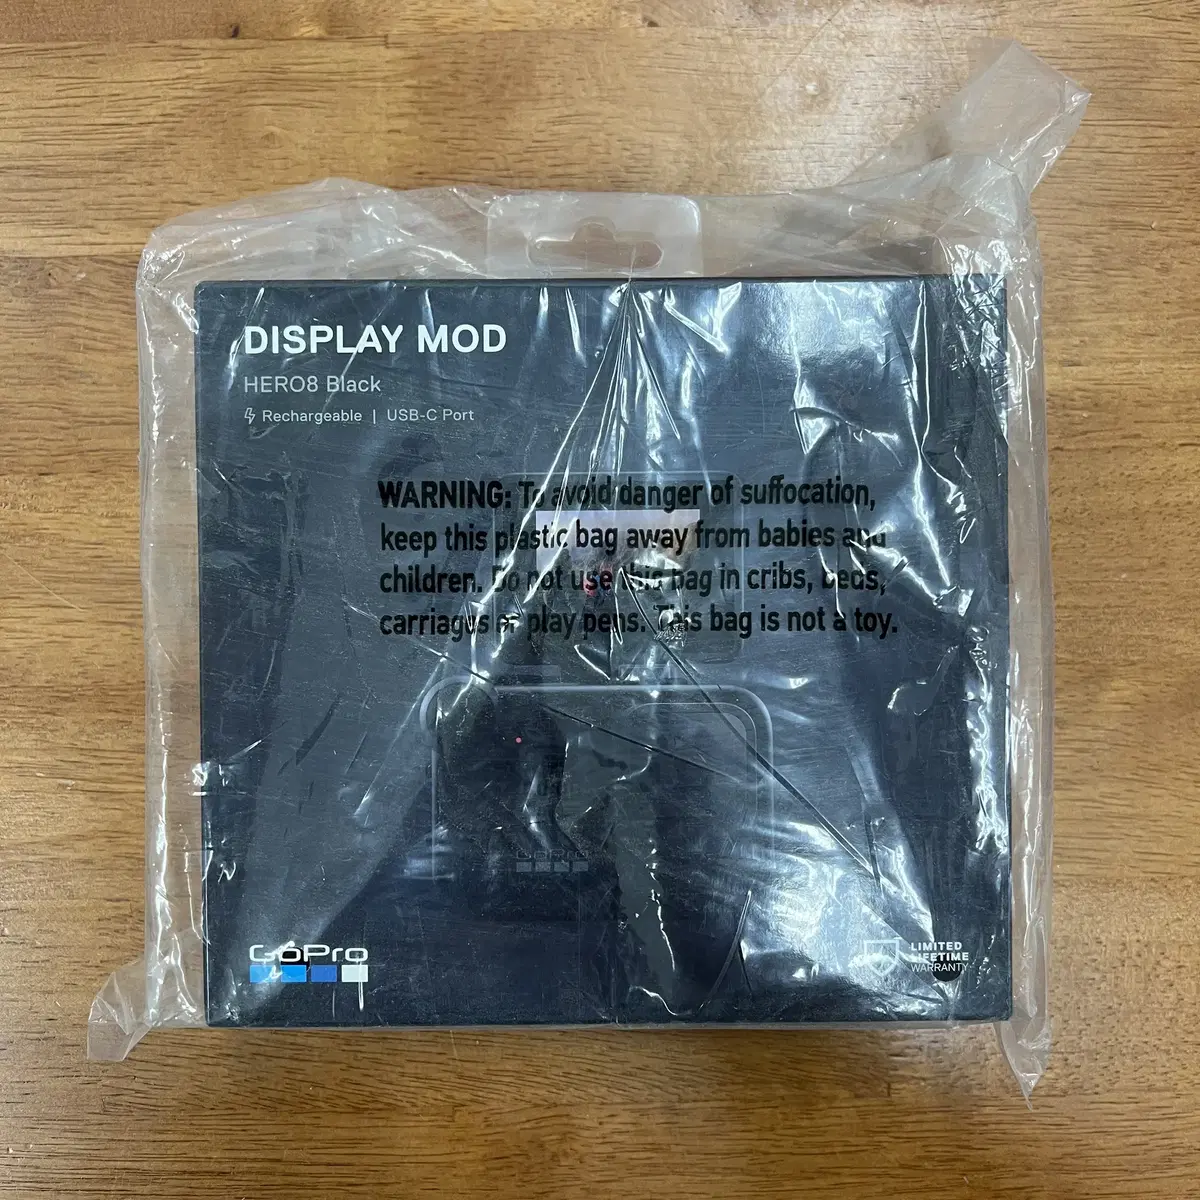 DISPLAY MOD
HERO8 Black
Rechargeable | USB-C Port
WARNING: To avoid danger of suffocation,
keep this plastic bag away from babies and
children. Do not use this bag in cribs, beds,
carriages or play pens. This bag is not a toy.
GoPro
GoPro
LIMITED
LIFETIME
WARRANTY